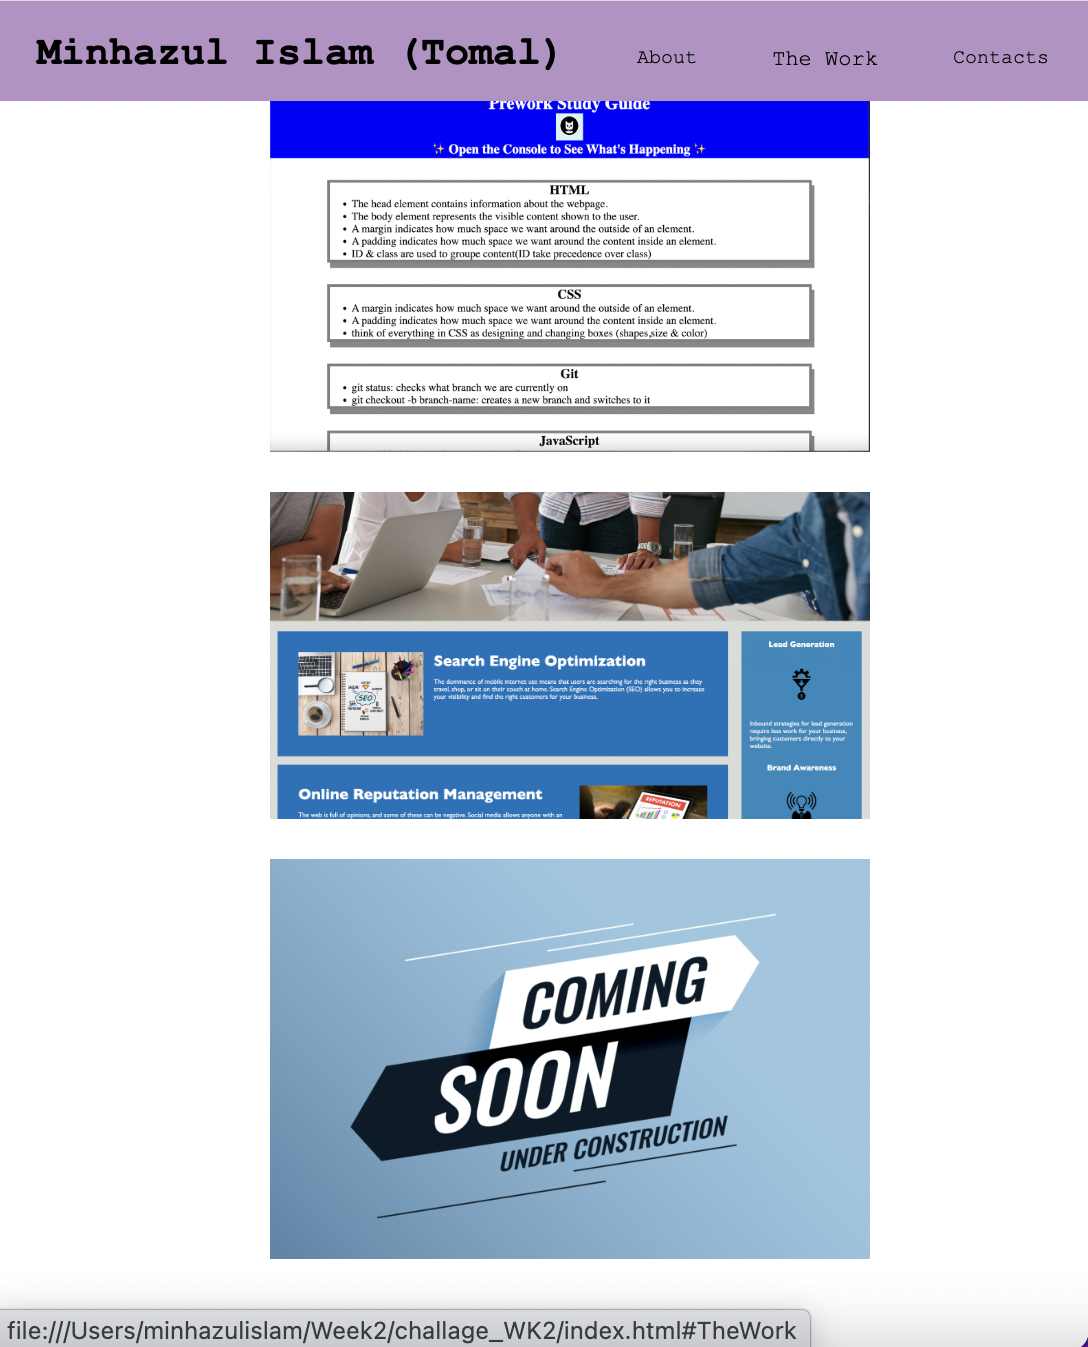 Minhazul Islam (Tomal)
About
The Work
Contacts
Prework Study Guide
✨ Open the Console to See What's Happening ✨
HTML
• The head element contains information about the webpage.
• The body element represents the visible content shown to the user.
• A margin indicates how much space we want around the outside of an element.
• A padding indicates how much space we want around the content inside an element.
• ID & class are used to groupe content(ID take precedence over class)
CSS
• A margin indicates how much space we want around the outside of an element.
• A padding indicates how much space we want around the content inside an element.
• think of everything in CSS as designing and changing boxes (shapes,size & color)
Git
• git status: checks what branch we are currently on
• git checkout -b branch-name: creates a new branch and switches to it
JavaScript
Search Engine Optimization
The dominance of mobile internet use means that users are searching for the right business as they
travel, shop, or sit on their couch at home. Search Engine Optimization (SEO) allows you to increase
your visibility and find the right customers for your business.
SEO
Lead Generation
Inbound strategies for lead generation
require less work for your business,
bringing customers directly to your
website.
Brand Awareness
Online Reputation Management
The web is full of opinions, and some of these can be negative. Social media allows anyone with an
REPUTATION
COMING
SOON
UNDER CONSTRUCTION
file:///Users/minhazulislam/Week2/challage_WK2/index.html#TheWork